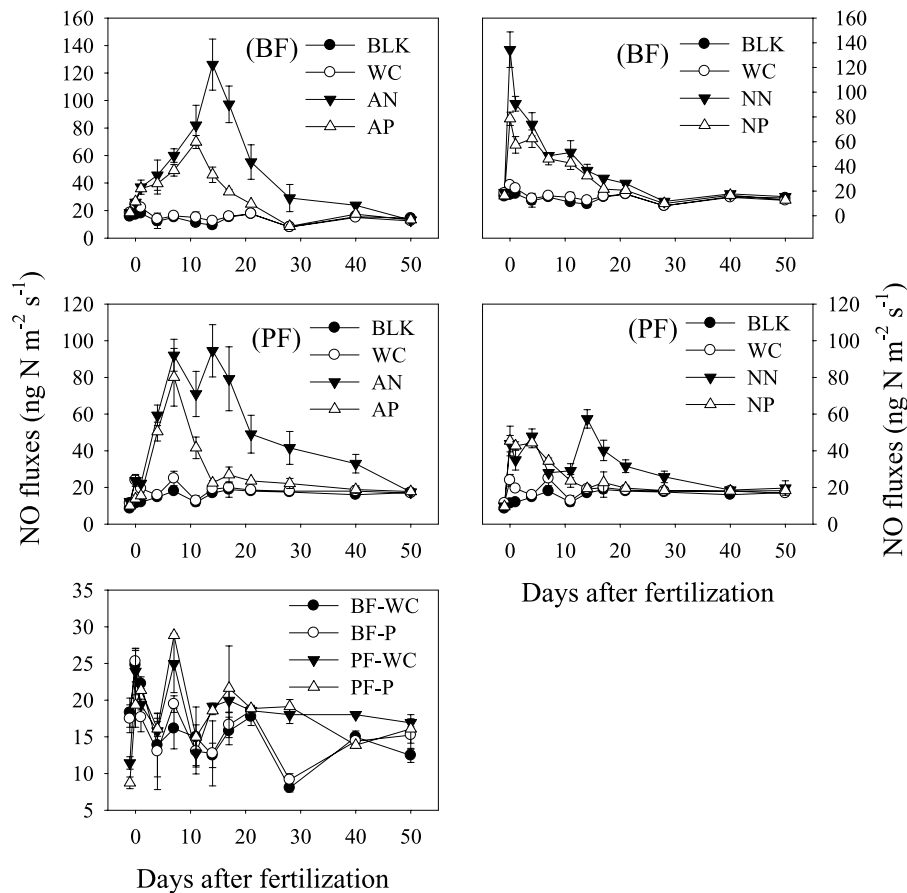 160
140
120
100
80
60
40
20
0
(BF)
BLK
WC
AN
AP
0 10 20 30 40 50
(BF)
BLK
WC
NN
NP
160
140
120
100
80
60
40
20
0
0 10 20 30 40 50
NO fluxes (ng N m-2 s-1)
120
100
80
60
40
20
0
(PF)
BLK
WC
AN
AP
0 10 20 30 40 50
(PF)
BLK
WC
NN
NP
120
100
80
60
40
20
0
NO fluxes (ng N m-2 s-1)
0 10 20 30 40 50
Days after fertilization
35
30
25
20
15
10
5
BF-WC
BF-P
PF-WC
PF-P
0 10 20 30 40 50
Days after fertilization